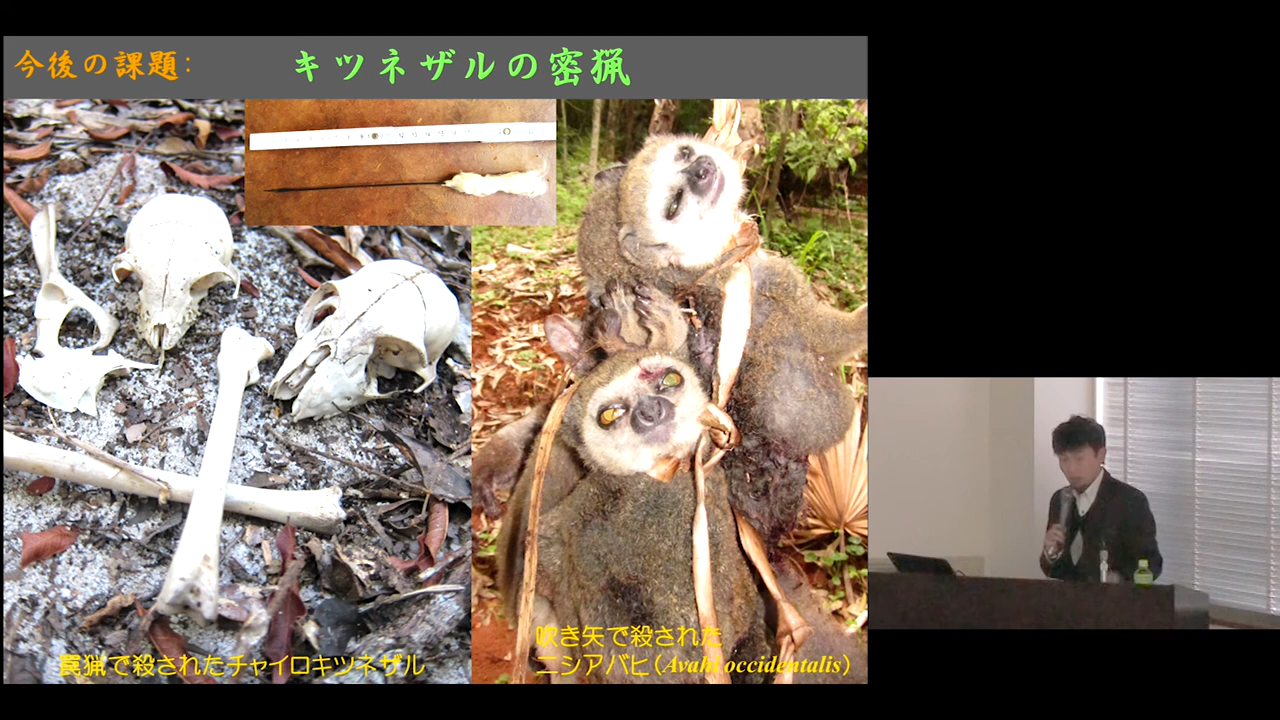 今後の課題:
キツネザルの密猟
罠猟で殺されたチャイロキツネザル
吹き矢で殺された
ニシアバヒ(Avahi occidentalis)